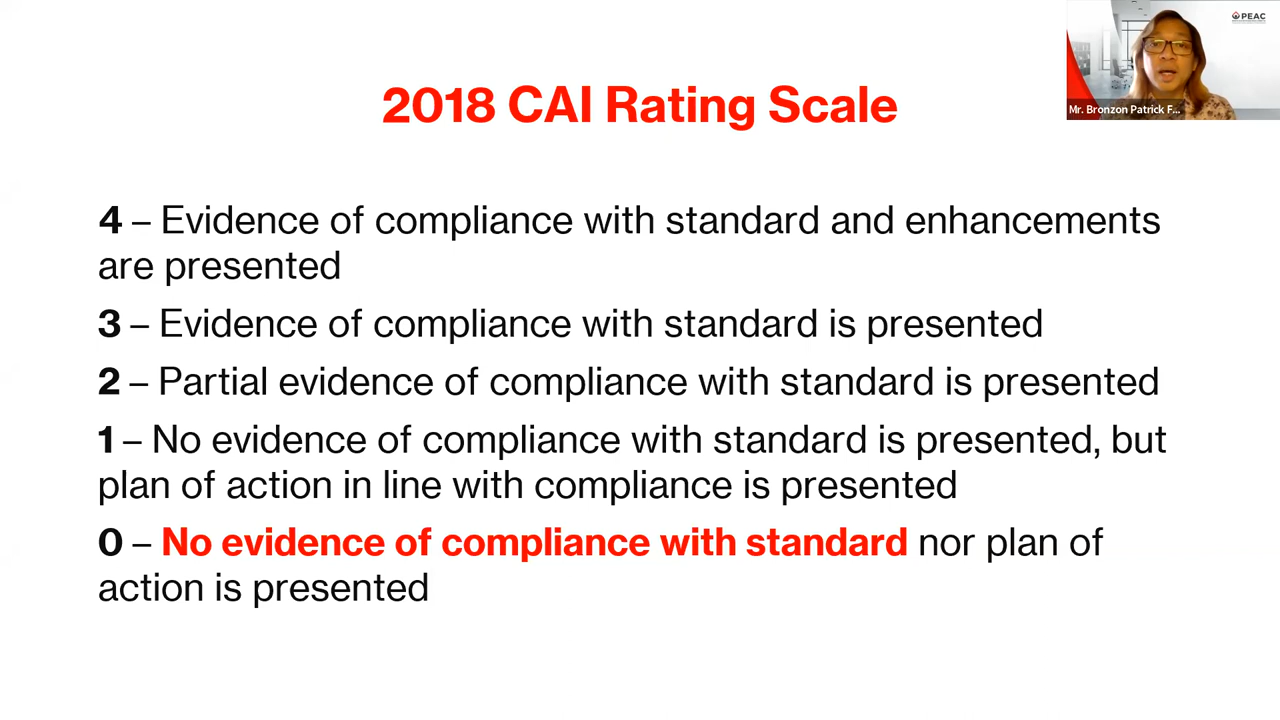 PEAC
2018 CAI Rating Scale
Mr. Bronzon Patrick F...
4 – Evidence of compliance with standard and enhancements
are presented
3 – Evidence of compliance with standard is presented
2 – Partial evidence of compliance with standard is presented
1 – No evidence of compliance with standard is presented, but
plan of action in line with compliance is presented
0 – No evidence of compliance with standard nor plan of
action is presented